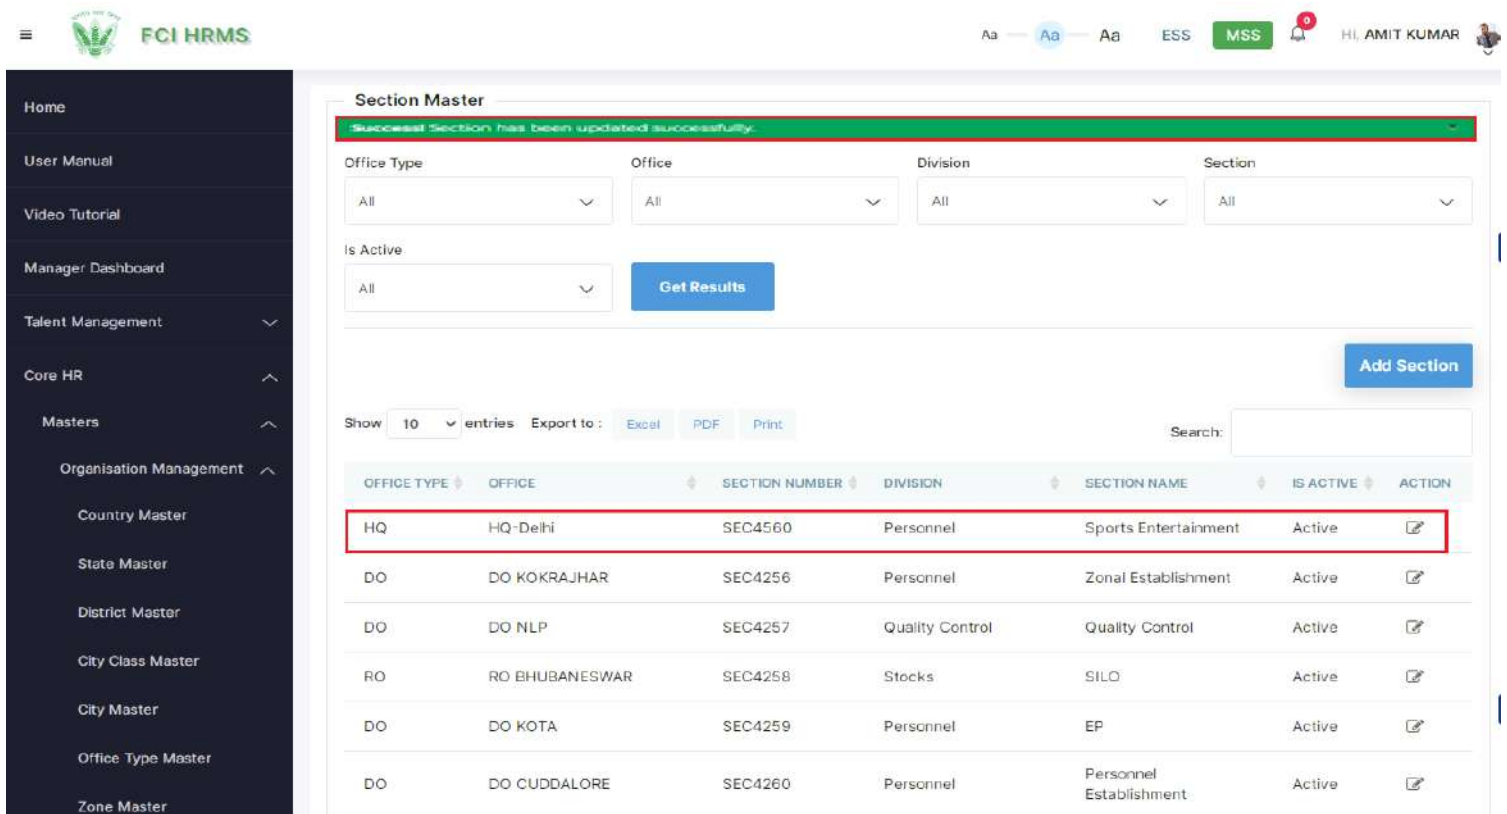 FCI HRMS
Aa Aa Aa ESS MSS 0 Hi, AMIT KUMAR
Home
User Manual
Video Tutorial
Manager Dashboard
Talent Management
Core HR
Masters
Organisation Management
Country Master
State Master
District Master
City Class Master
City Master
Office Type Master
Zone Master
Section Master
Success! Section has been updated successfully.
Office Type Office Division Section
All All All All
Is Active
All Get Results
Add Section
Show 10 entries Export to : Excel PDF Print Search:
OFFICE TYPE OFFICE SECTION NUMBER DIVISION SECTION NAME IS ACTIVE ACTION
HQ HQ-Delhi SEC4560 Personnel Sports Entertainment Active
DO DO KOKRAJHAR SEC4256 Personnel Zonal Establishment Active
DO DO NLP SEC4257 Quality Control Quality Control Active
RO RO BHUBANESWAR SEC4258 Stocks SILO Active
DO DO KOTA SEC4259 Personnel EP Active
DO DO CUDDALORE SEC4260 Personnel Personnel Establishment Active